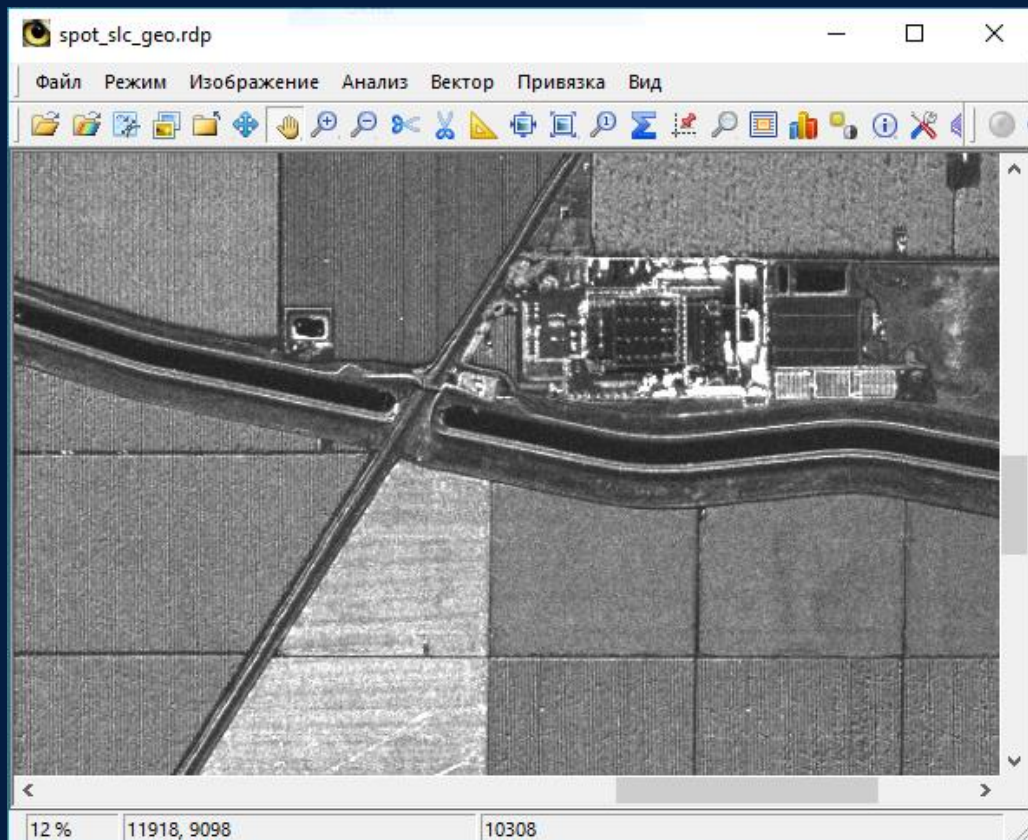 spot_slc_geo.rdp
Файл Режим Изображение Анализ Вектор Привязка Вид
12 % 11918, 9098 10308